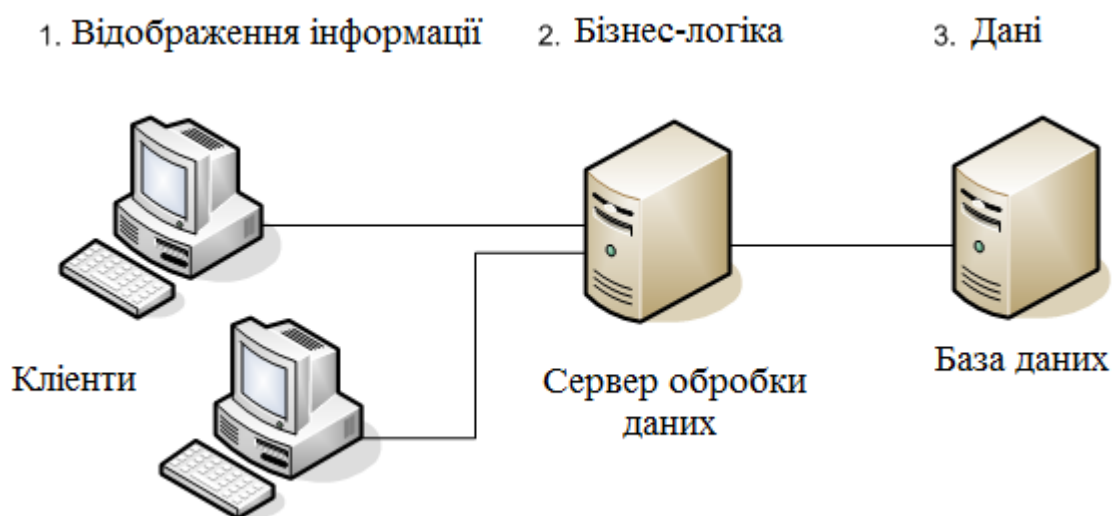 1. Відображення інформації
2. Бізнес-логіка
3. Дані
Клієнти
Сервер обробки
даних
База даних